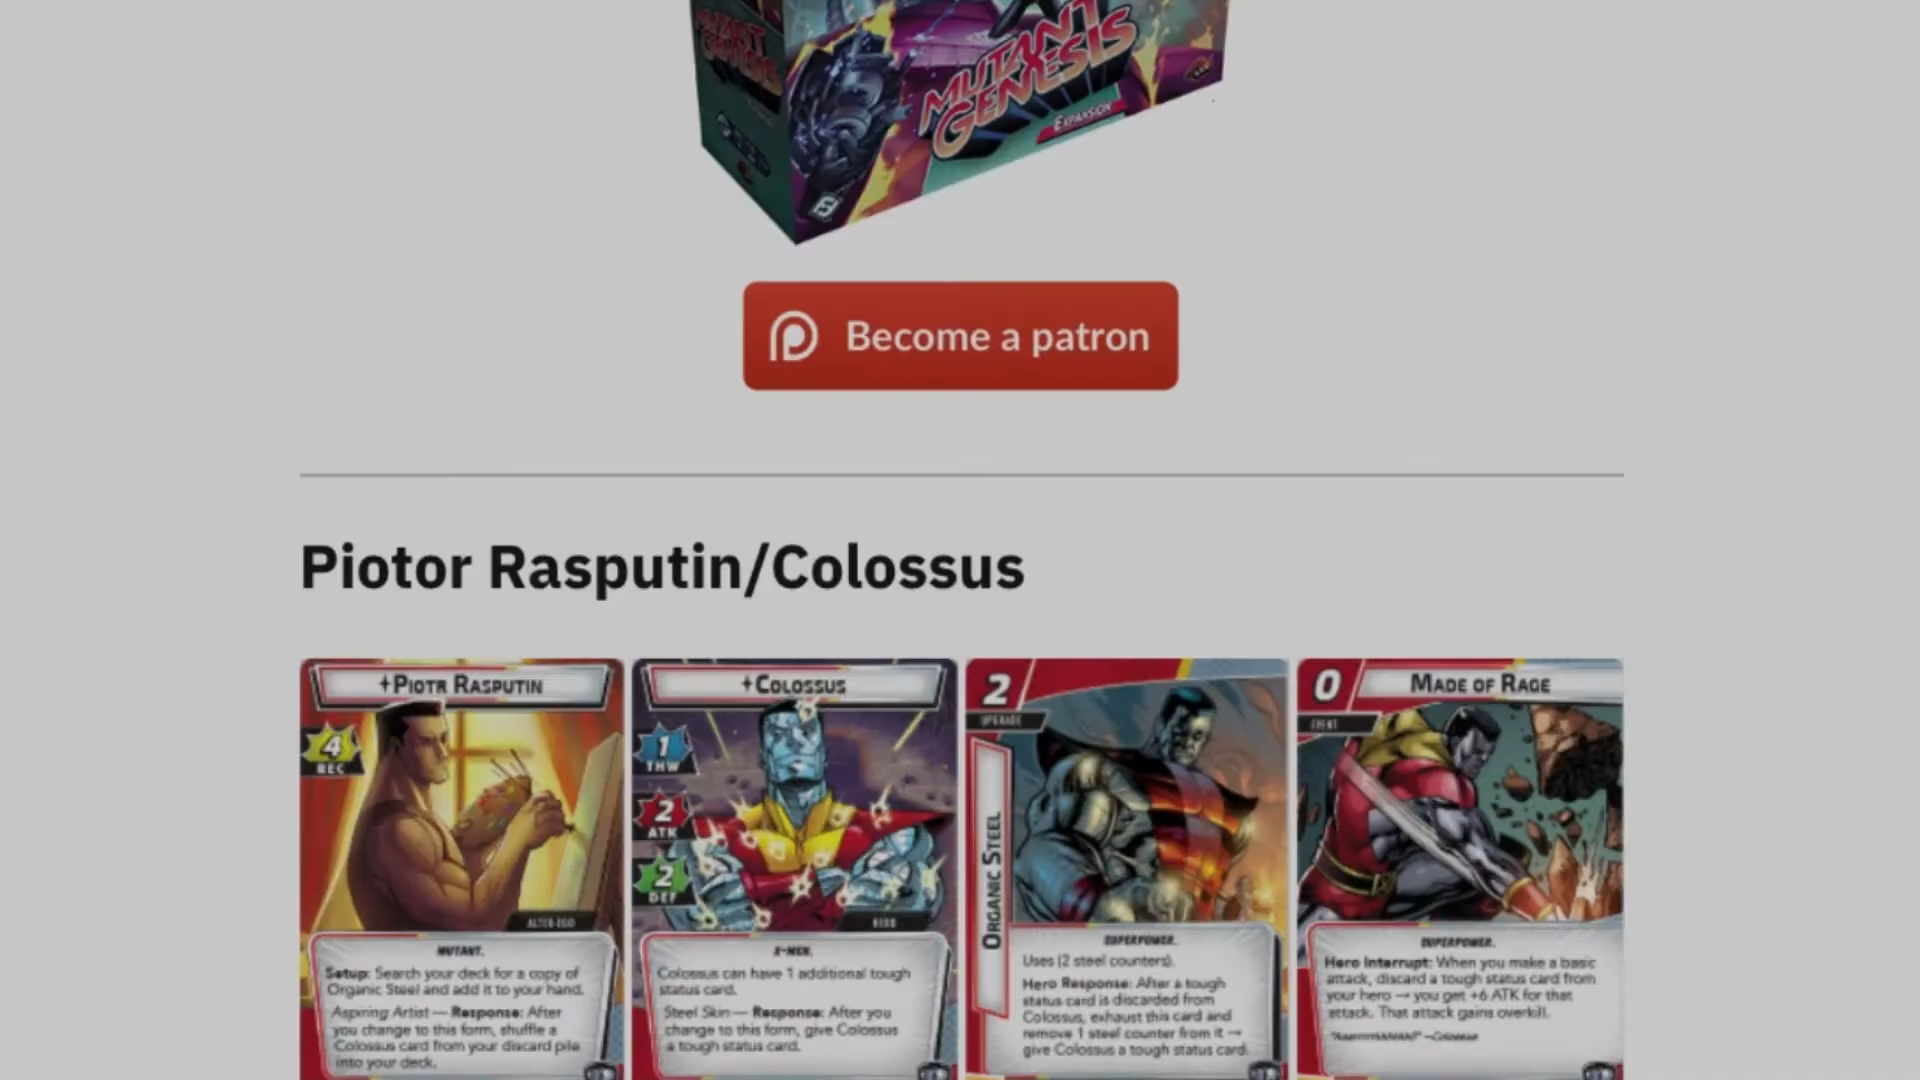 MUTANT
GENESIS
MUTANT
GENESIS
EXPANSION
Become a patron
Piotor Rasputin/Colossus
PIOTR RASPUTIN
4
REC
ALTER-EGO
MUTANT.
Setup: Search your deck for a copy of
Organic Steel and add it to your hand.
Aspiring Artist — Response: After
you change to this form, shuffle a
Colossus card from your discard pile
into your deck.
COLOSSUS
1
THW
2
ATK
2
DEF
HERO
X-MEN.
Colossus can have 1 additional tough
status card.
Steel Skin — Response: After you
change to this form, give Colossus
a tough status card.
2
UPGRADE
ORGANIC STEEL
SUPERPOWER.
Uses (2 steel counters).
Hero Response: After a tough
status card is discarded from
Colossus, exhaust this card and
remove 1 steel counter from it →
give Colossus a tough status card.
0
MADE OF RAGE
EVENT
SUPERPOWER.
Hero Interrupt: When you make a basic
attack, discard a tough status card from
your hero → you get +6 ATK for that
attack. That attack gains overkill.
—Colossus